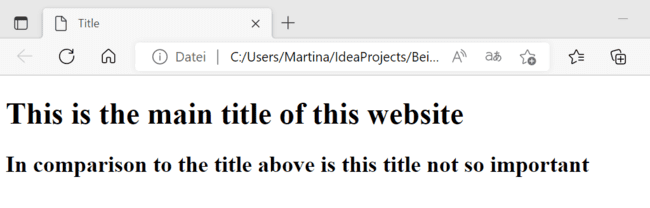 Title
Datei
C:/Users/Martina/IdeaProjects/Bei...
This is the main title of this website
In comparison to the title above is this title not so important